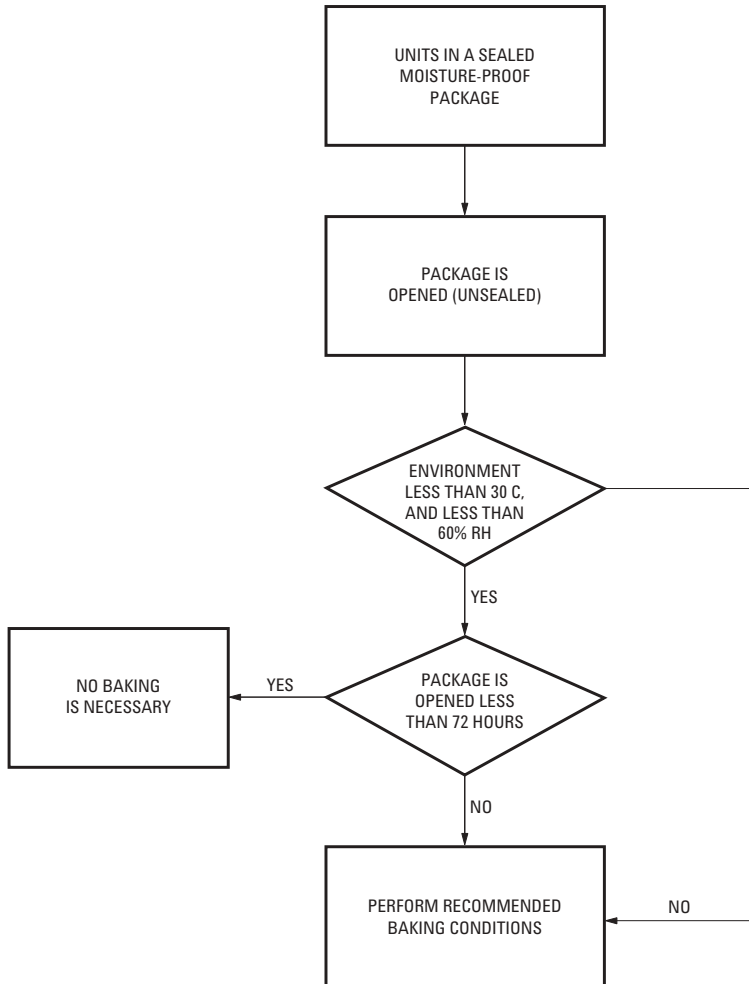 UNITS IN A SEALED
MOISTURE-PROOF
PACKAGE
PACKAGE IS
OPENED (UNSEALED)
ENVIRONMENT
LESS THAN 30 C,
AND LESS THAN
60% RH
YES
NO BAKING
IS NECESSARY
YES
PACKAGE IS
OPENED LESS
THAN 72 HOURS
NO
PERFORM RECOMMENDED
BAKING CONDITIONS
NO